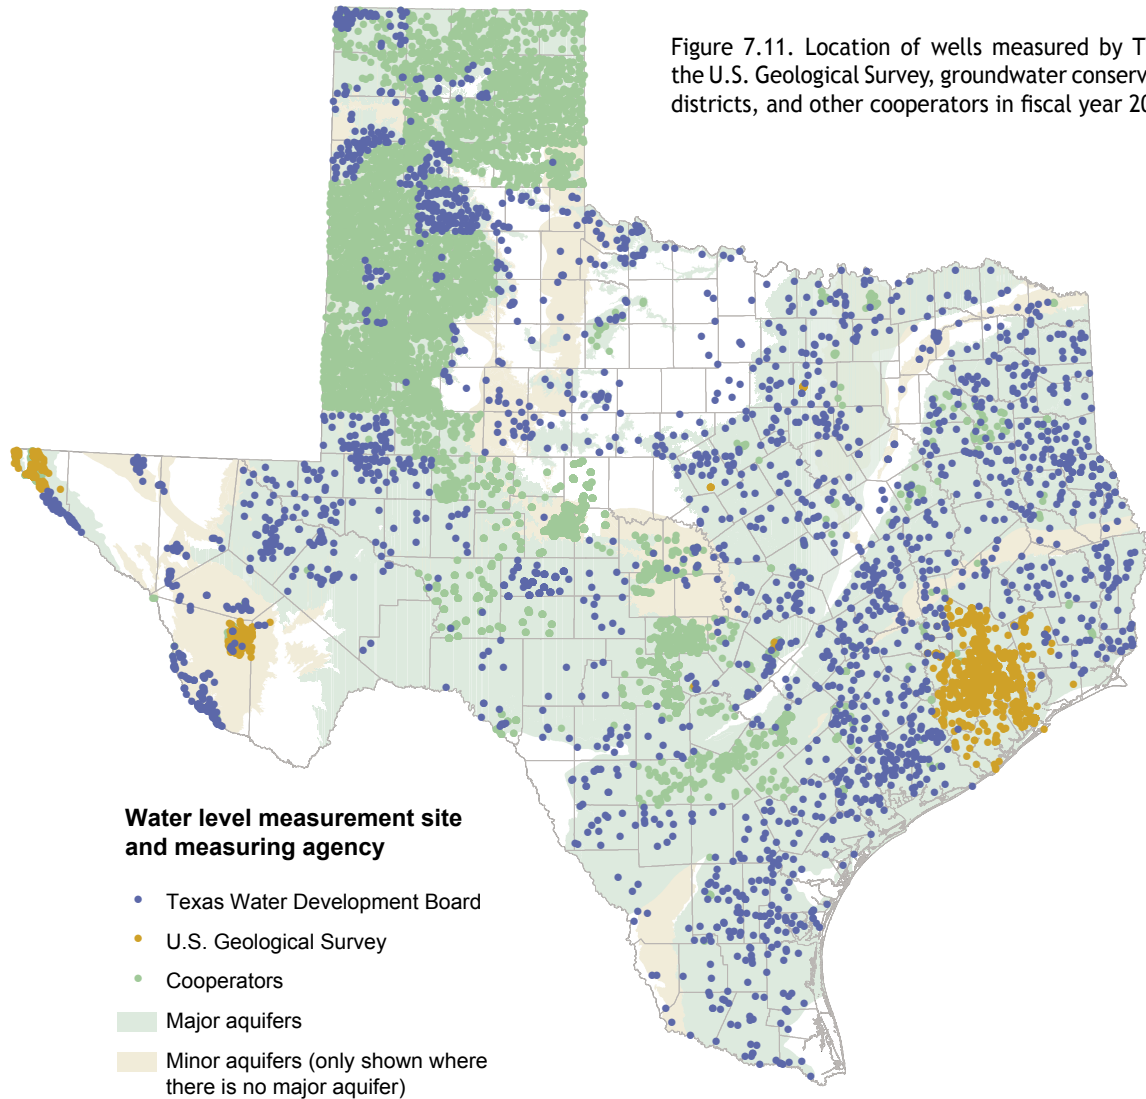 Figure 7.11. Location of wells measured by
the U.S. Geological Survey, groundwater
districts, and other cooperators in fiscal year
Water level measurement site
and measuring agency
Texas Water Development Board
U.S. Geological Survey
Cooperators
Major aquifers
Minor aquifers (only shown where
there is no major aquifer)